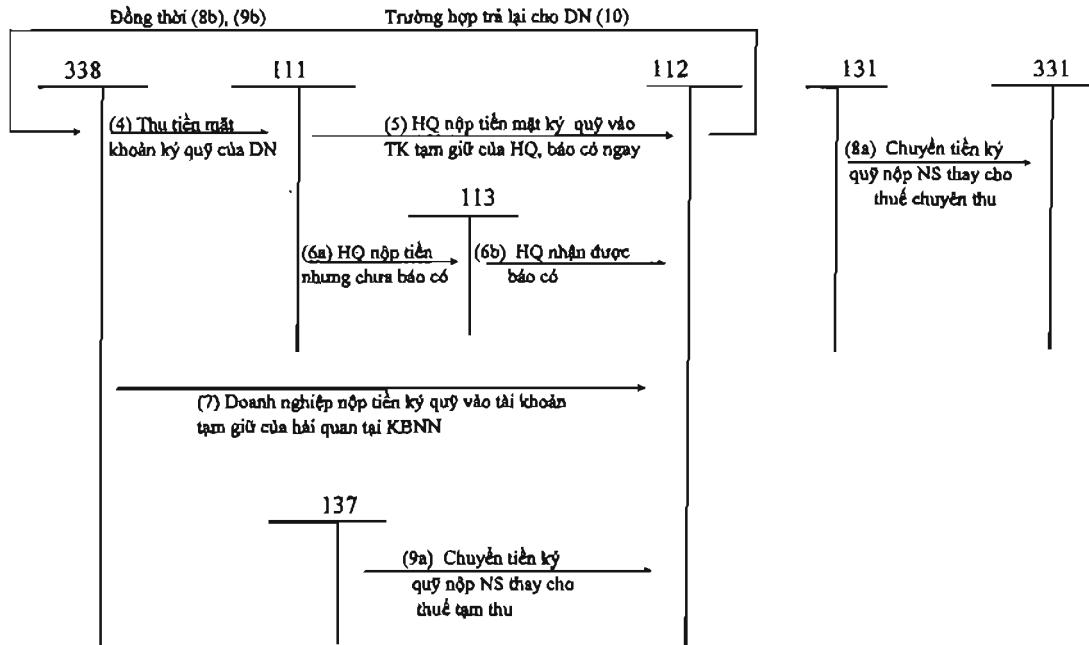 Đồng thời (8b), (9b) Trường hợp trả lại cho DN (10)
338 111 112 131 331
(4) Thu tiền mặt
khoản ký quỹ của DN
(5) HQ nộp tiền mặt ký quỹ vào
TK tạm giữ của HQ, báo có ngay
(8a) Chuyển tiền ký
quỹ nộp NS thay cho
thuế chuyên thu
113
(6a) HQ nộp tiền
nhưng chưa báo có
(6b) HQ nhận được
báo có
(7) Doanh nghiệp nộp tiền ký quỹ vào tài khoản
tạm giữ của hải quan tại KBNN
137
(9a) Chuyển tiền ký
quỹ nộp NS thay cho
thuế tạm thu